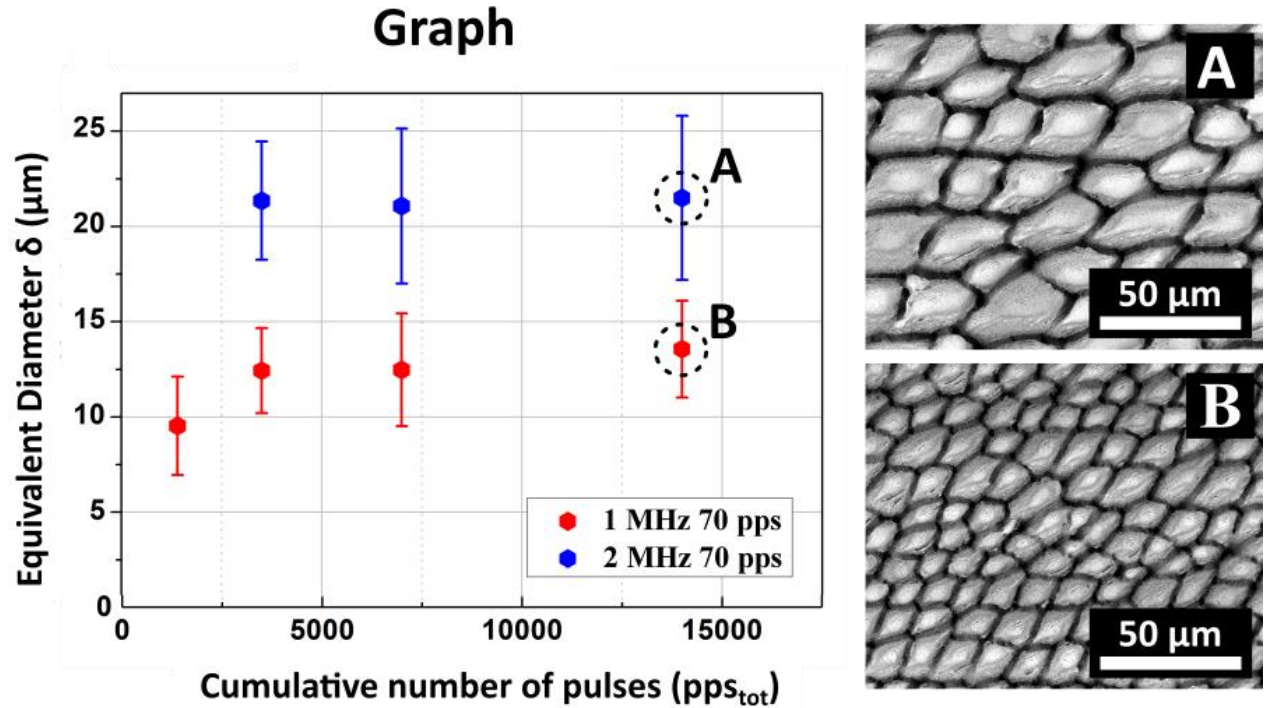 Graph
Equivalent Diameter δ (μm)
25
20
15
10
5
0
0 5000 10000 15000
Cumulative number of pulses (ppstot)
A
B
1 MHz 70 pps
2 MHz 70 pps
A
50 μm
B
50 μm